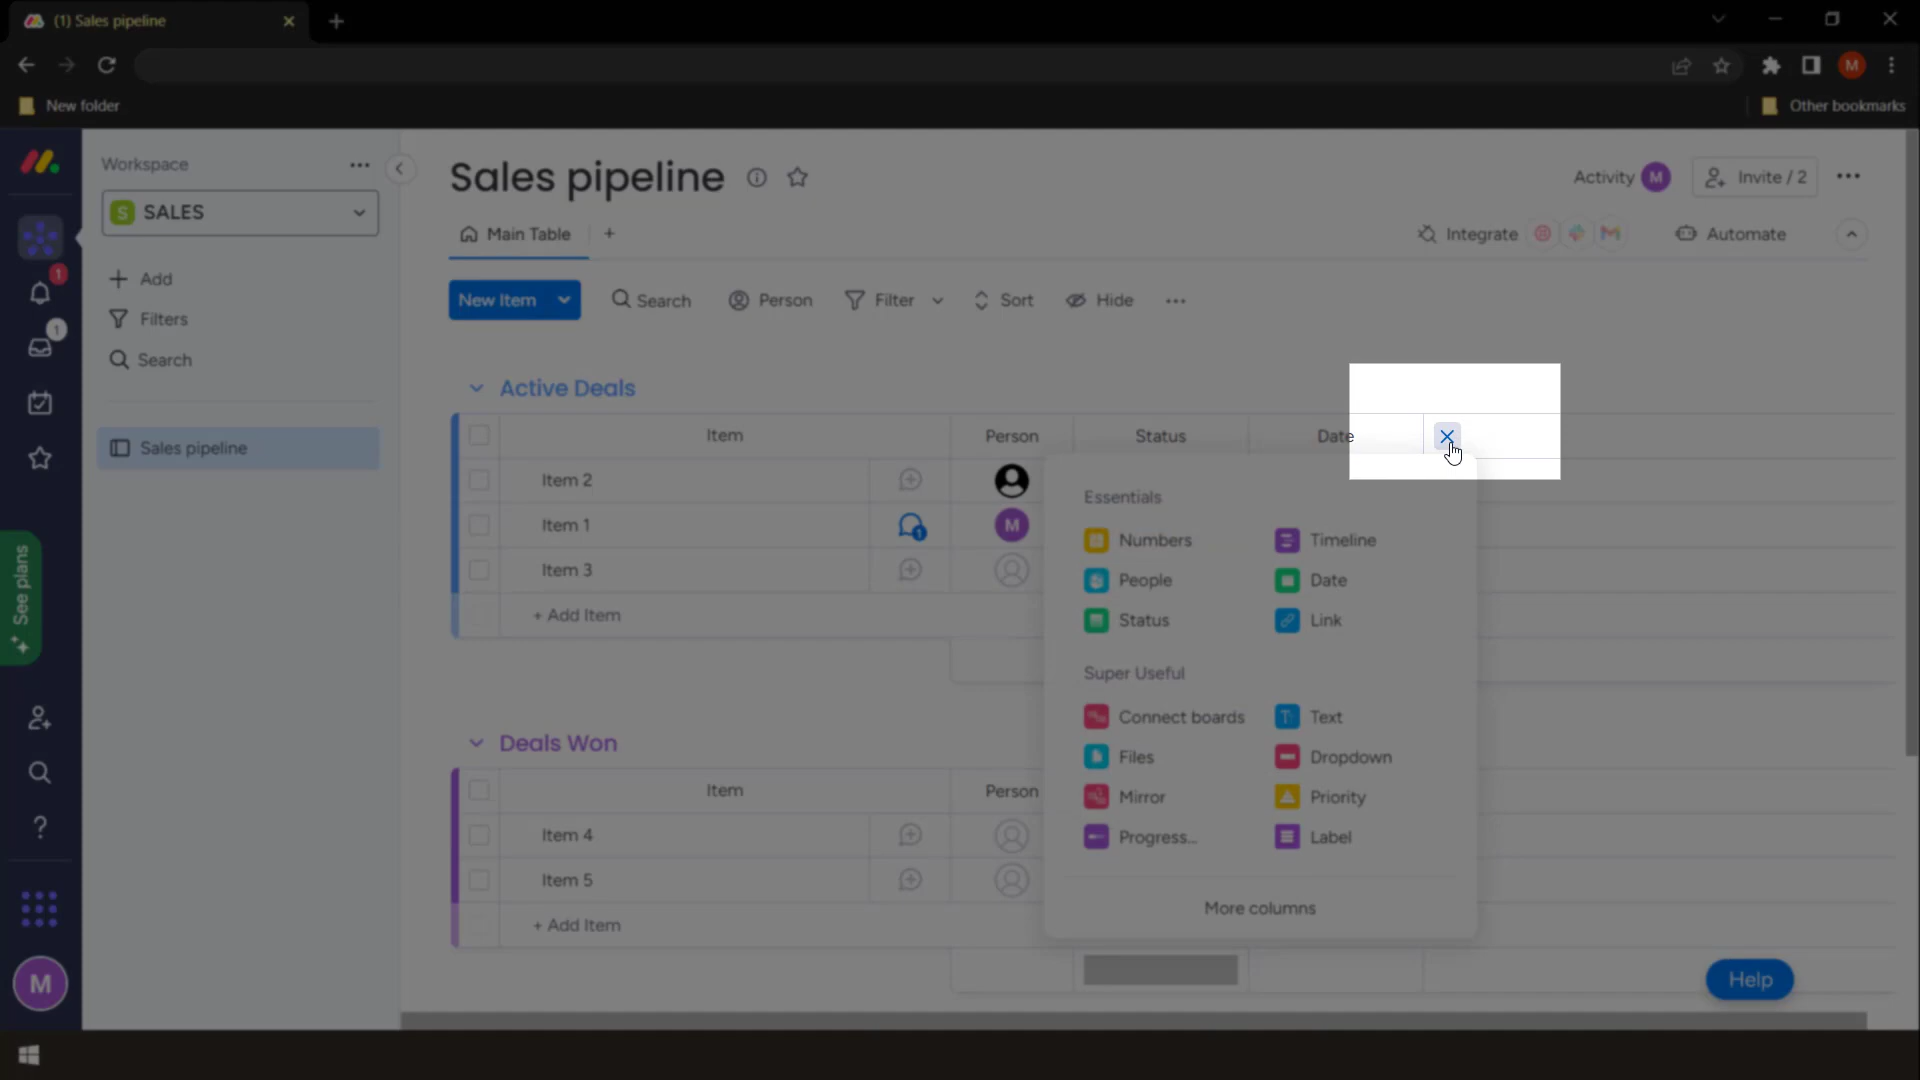 (1) Sales pipeline
M
New folder
Other bookmarks
Workspace
S SALES
Add
Filters
Search
Sales pipeline
1
1
See plans
?
M
Sales pipeline
Activity M
Invite / 2
Main Table
Integrate
Automate
New Item
Search
Person
Filter
Sort
Hide
Active Deals
Item Person Status Date
Item 2
Item 1 1 M
Item 3
+ Add Item
Essentials
Numbers Timeline
People Date
Status Link
Super Useful
Connect boards Text
Files Dropdown
Mirror Priority
Progress... Label
More columns
Deals Won
Item Person
Item 4
Item 5
+ Add Item
Help